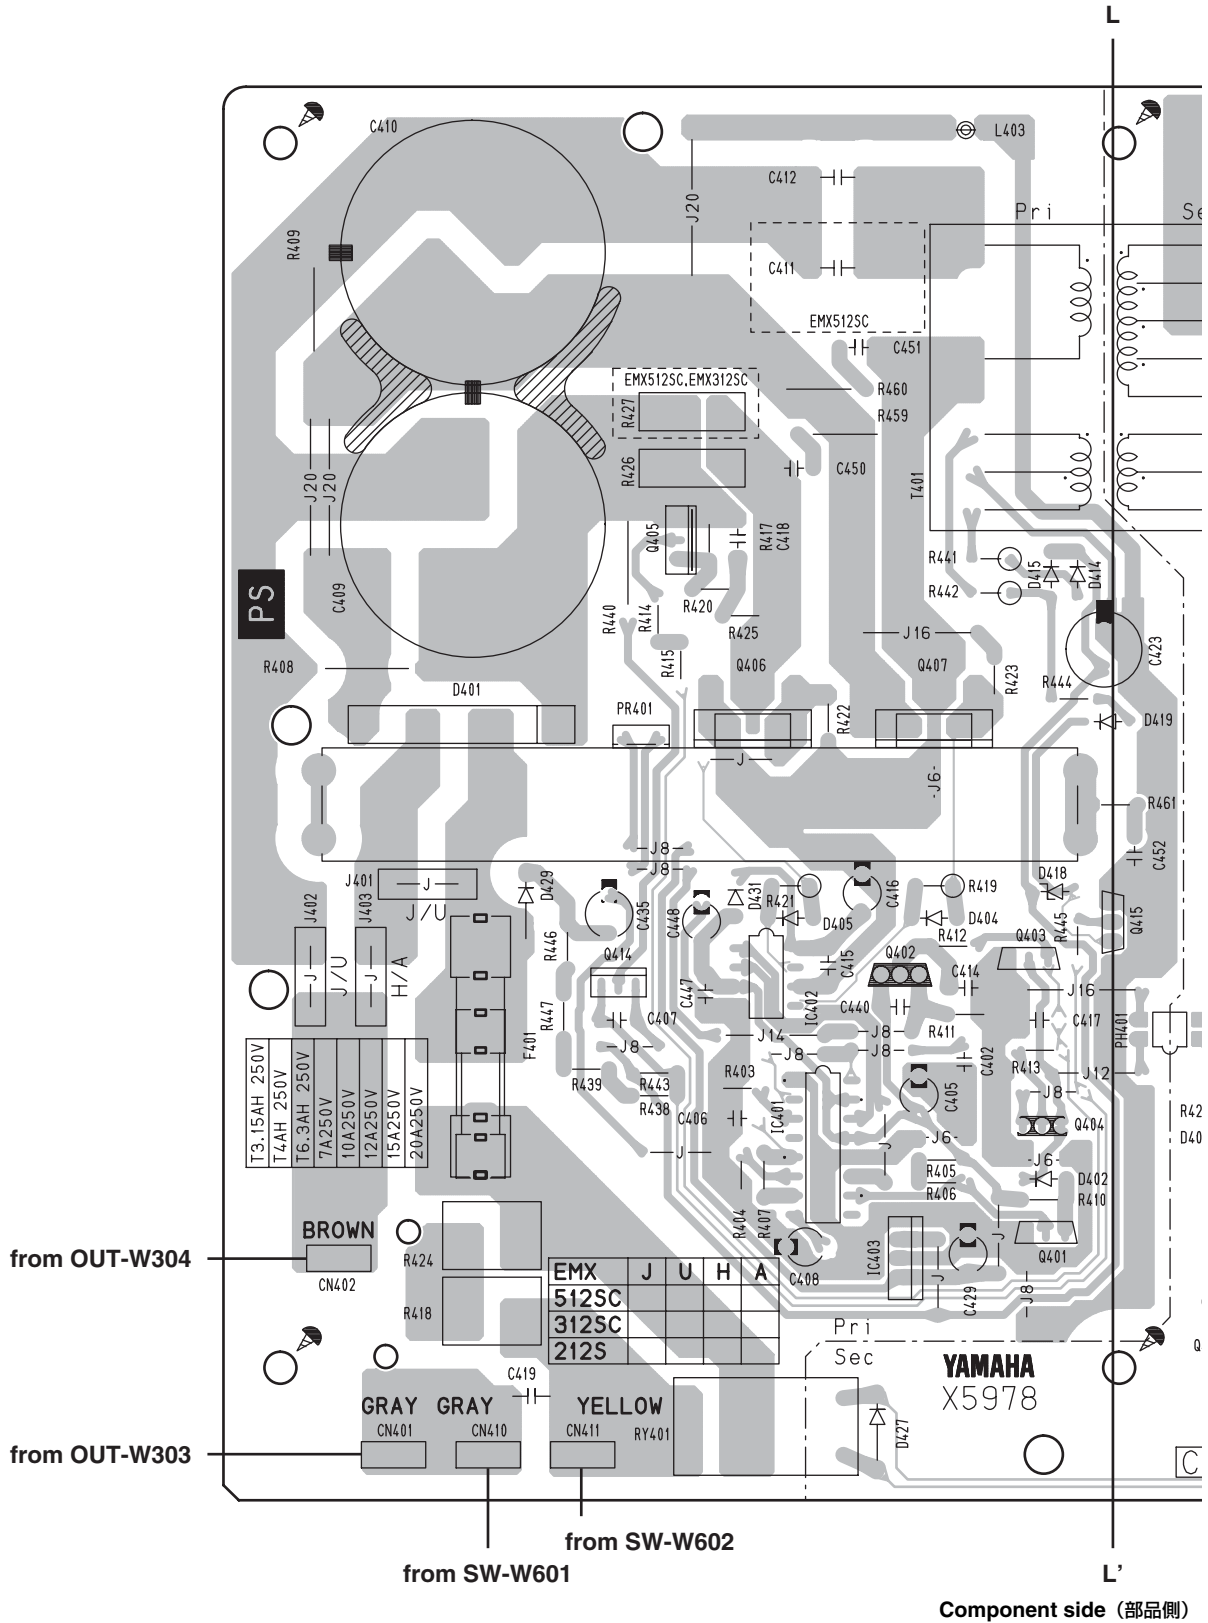 L
C410
L403
C412
J20
Pri
Se
R409
C411
EMX512SC
C451
EMX512SC,EMX312SC
R460
R427
R459
R426
C450
T401
J20
J20
Q405
R417
C418
R441
D415
D414
R442
PS
C409
R440
R414
R420
R425
J16
C423
R408
R415
Q406
Q407
R423
R444
D401
PR401
R422
D419
J
J6
R461
J8
J8
C452
J401
J
J/U
D429
D431
R421
C416
R419
D418
J402
J403
C435
C448
D405
D404
R445
Q415
R446
Q414
R412
Q403
J
J/U
J
H/A
C415
Q402
C414
C447
IC402
C440
J16
R447
C407
R411
C417
PH401
F401
J14
J8
J8
J8
C402
R413
J12
T3.15AH 250V
T4AH 250V
T6.3AH 250V
7A250V
10A250V
12A250V
15A250V
20A250V
R439
R443
R403
R438
C406
IC401
C405
J8
Q404
R42
D40
J
J
J6
R405
J6
D402
R406
R410
BROWN
R404
R407
J
from OUT-W304
CN402
R424
IC403
Q401
C408
J
C429
J8
EMX J U H A
512SC
312SC
212S
R418
Pri
Sec
YAMAHA
X5978
Q
C419
GRAY GRAY YELLOW
CN401
CN410
CN411
RY401
D427
from OUT-W303
C
from SW-W602
from SW-W601
L’
Component side（部品側）